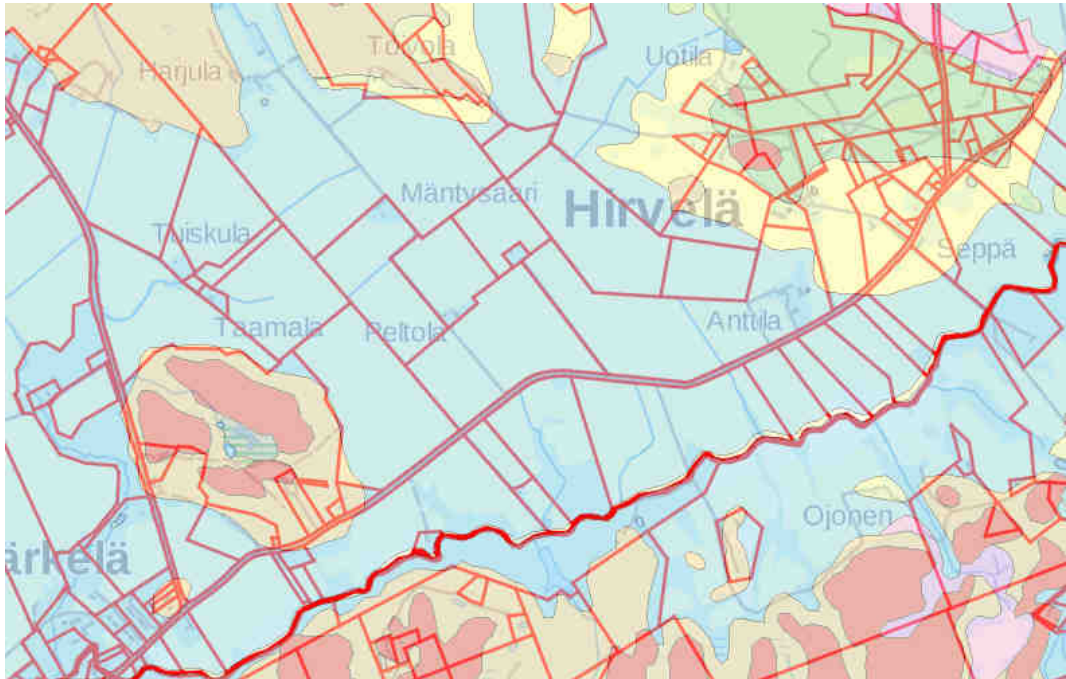 Toivola
Harjula
Uotila
Mäntysaari
Hirvelä
Tuiskula
Seppä
Taamala
Peltola
Anttila
Ojonen
ärkelä